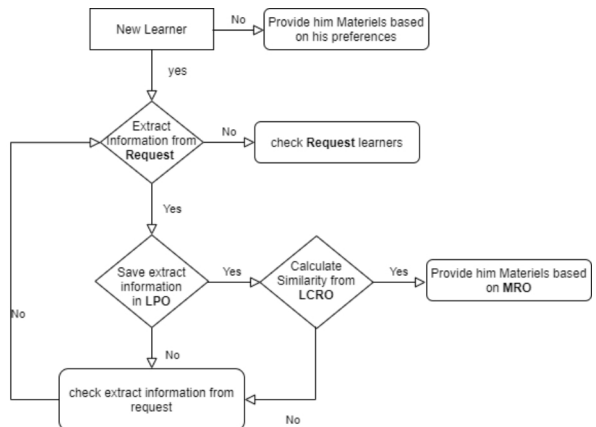 New Learner
No
Provide him Materiels based
on his preferences
yes
Extract
Information from
Request
No
check Request learners
Yes
Save extract
information
in LPO
Yes
Calculate
Similarity from
LCRO
Yes
Provide him Materiels based
on MRO
No
No
check extract information from
request
No